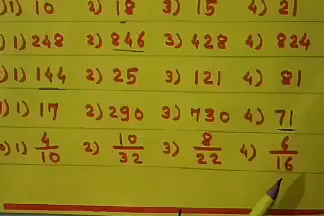 1) 10 2) 18 3) 15 4) 21
1) 248 2) 846 3) 428 4) 824
1) 144 2) 25 3) 121 4) 81
1) 17 2) 290 3) 730 4) 71
1) 4/10 2) 10/32 3) 8/22 4) 6/16